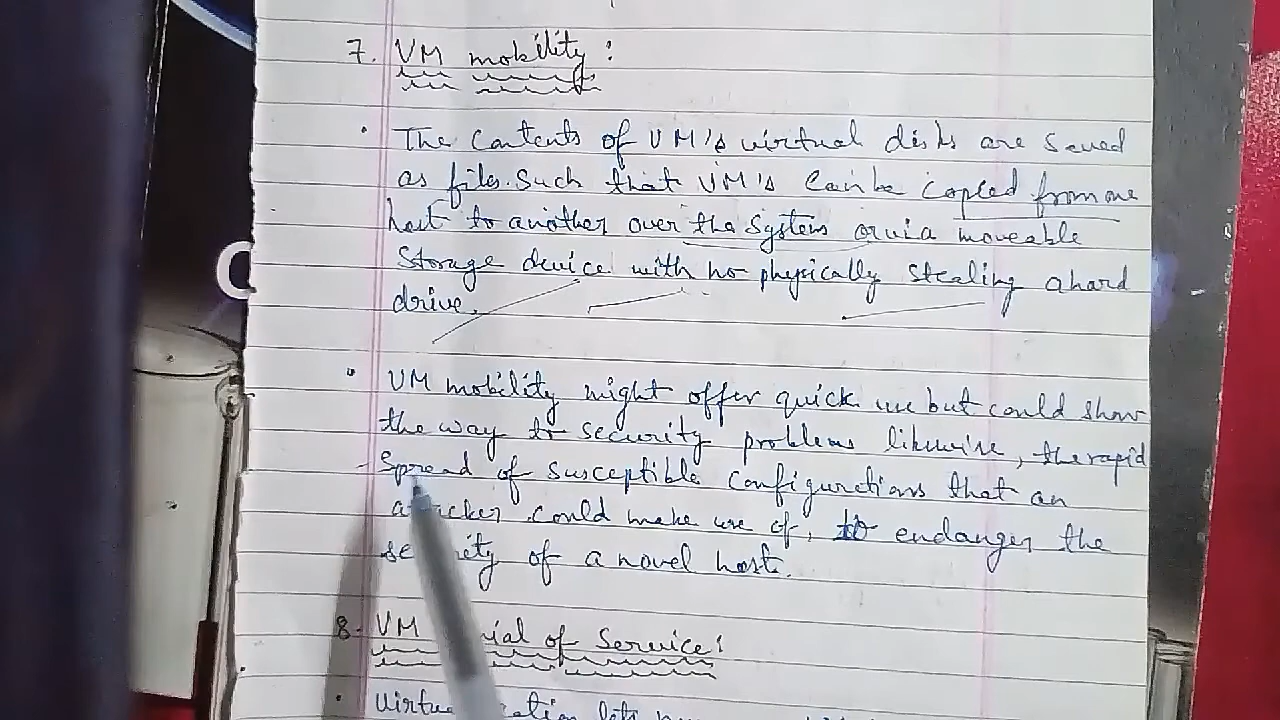 7. VM mobility:
• The Contents of VM's virtual disks are saved
as files. Such that VM's can be copied from one
host to another over the System or via moveable
Storage device with no physically stealing a hard
drive.
• VM mobility might offer quick use but could show
the way to security problems likewise, the rapid
Spread of susceptible configurations that an
could make use of, to endanger the
of a novel host.
8. VM of Service:
•
C